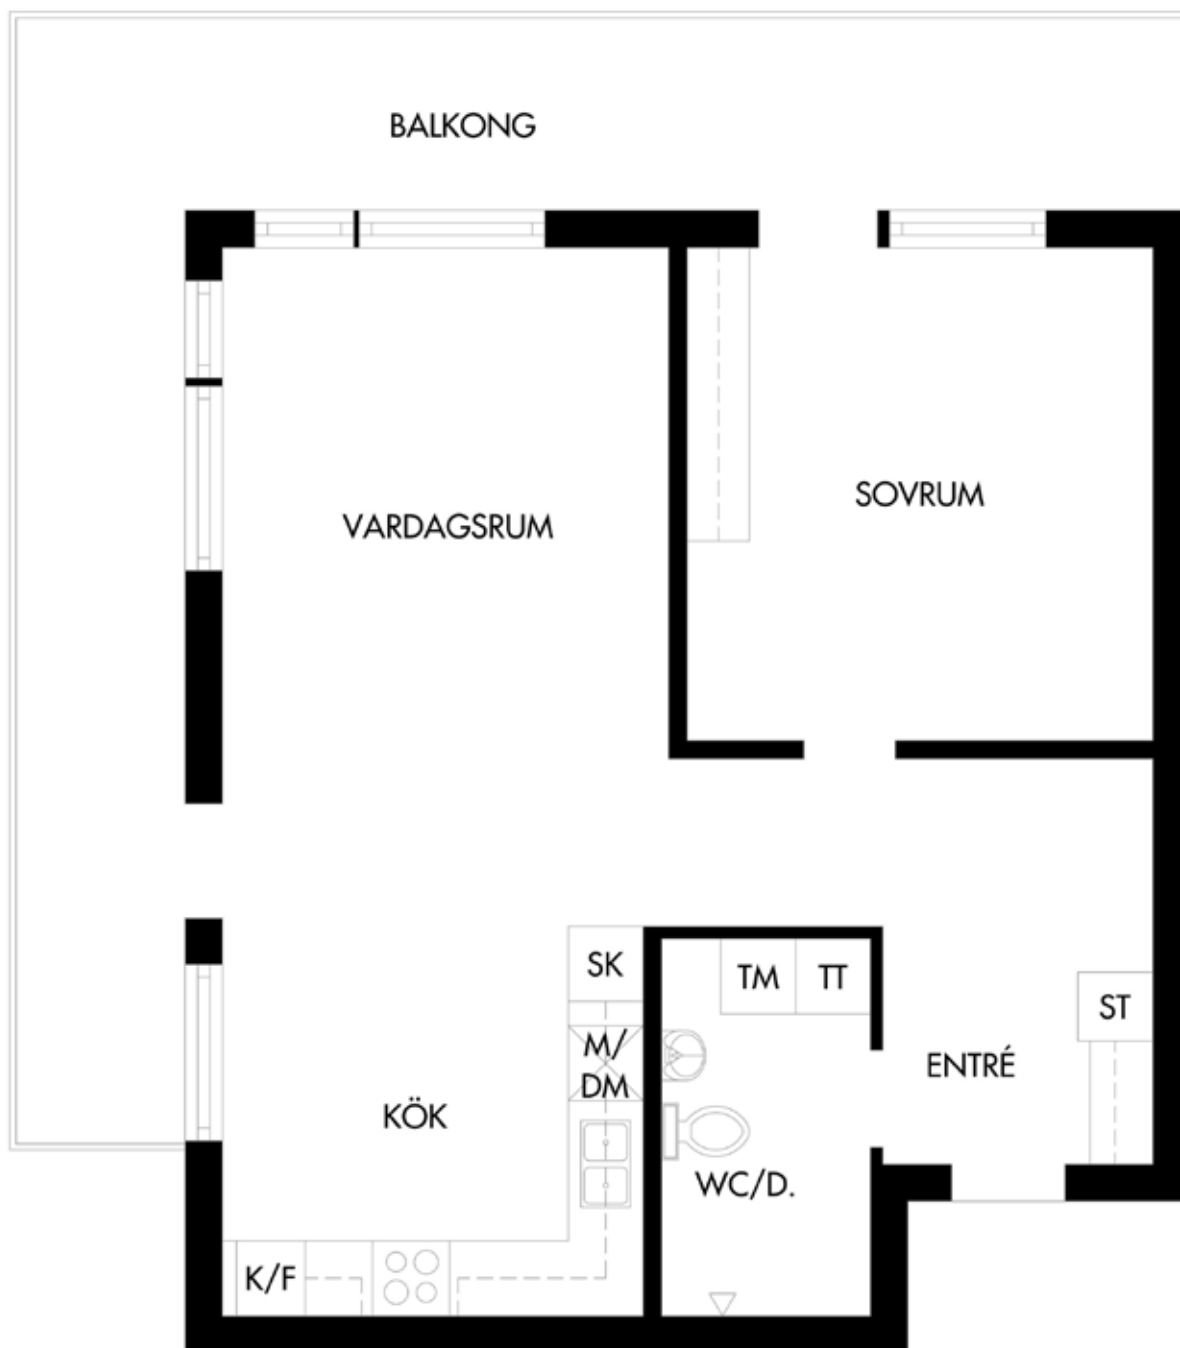 BALKONG
SOVRUM
VARDAGSRUM
SK
TM
TT
ST
M/
DM
ENTRÉ
KÖK
WC/D.
K/F